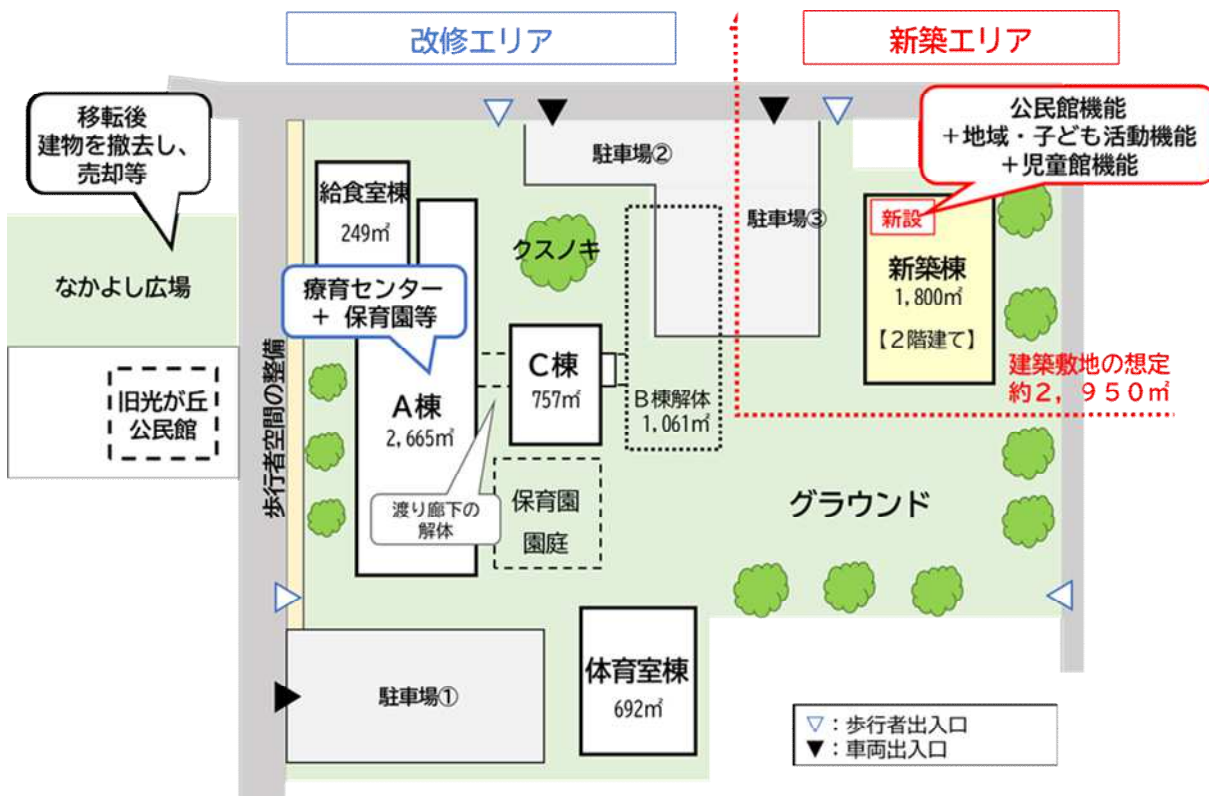 改修エリア
新築エリア
移転後
建物を撤去し、
売却等
公民館機能
+地域・子ども活動機能
+児童館機能
駐車場②
給食室棟
249㎡
クスノキ
駐車場③
新設
新築棟
1,800㎡
【2階建て】
なかよし広場
療育センター
+ 保育園等
建築敷地の想定
約2,950㎡
旧光が丘
公民館
歩行者空間の整備
A棟
2,665㎡
C棟
757㎡
B棟解体
1,061㎡
渡り廊下の
解体
保育園
園庭
グラウンド
体育室棟
692㎡
駐車場①
▽：歩行者出入口
▼：車両出入口